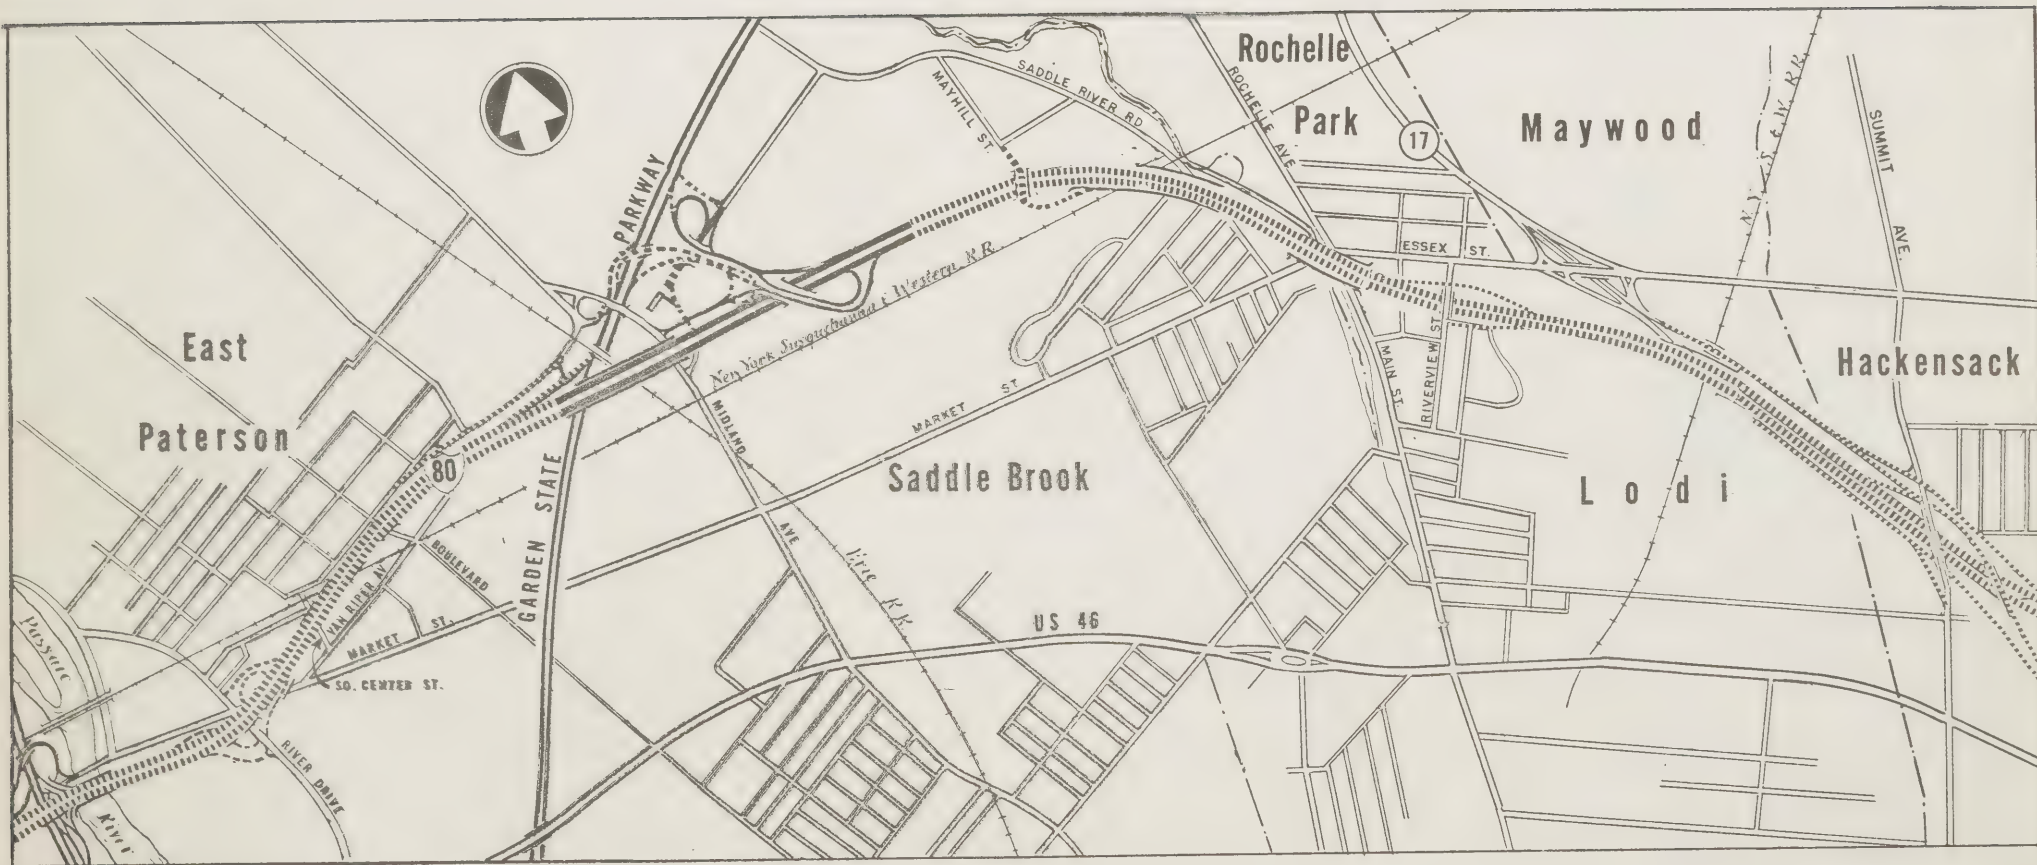 Rochelle
Park
17
Maywood
N.Y.S. & W. R.R.
SUMMIT
AVE.
SADDLE RIVER RD
MAYHILL ST.
ROCHELLE AVE
PARKWAY
GARDEN STATE
ESSEX ST.
New York Susquehanna & Western R.R.
East
Paterson
80
Hackensack
MAIN ST.
RIVERVIEW ST.
MARKET ST.
MIDLAND
AVE
Saddle Brook
Lodi
BOULEVARD
VAN RIPER AV
MARKET ST.
SO. CENTER ST.
Erie R.R.
US 46
Passaic
River
RIVER DRIVE